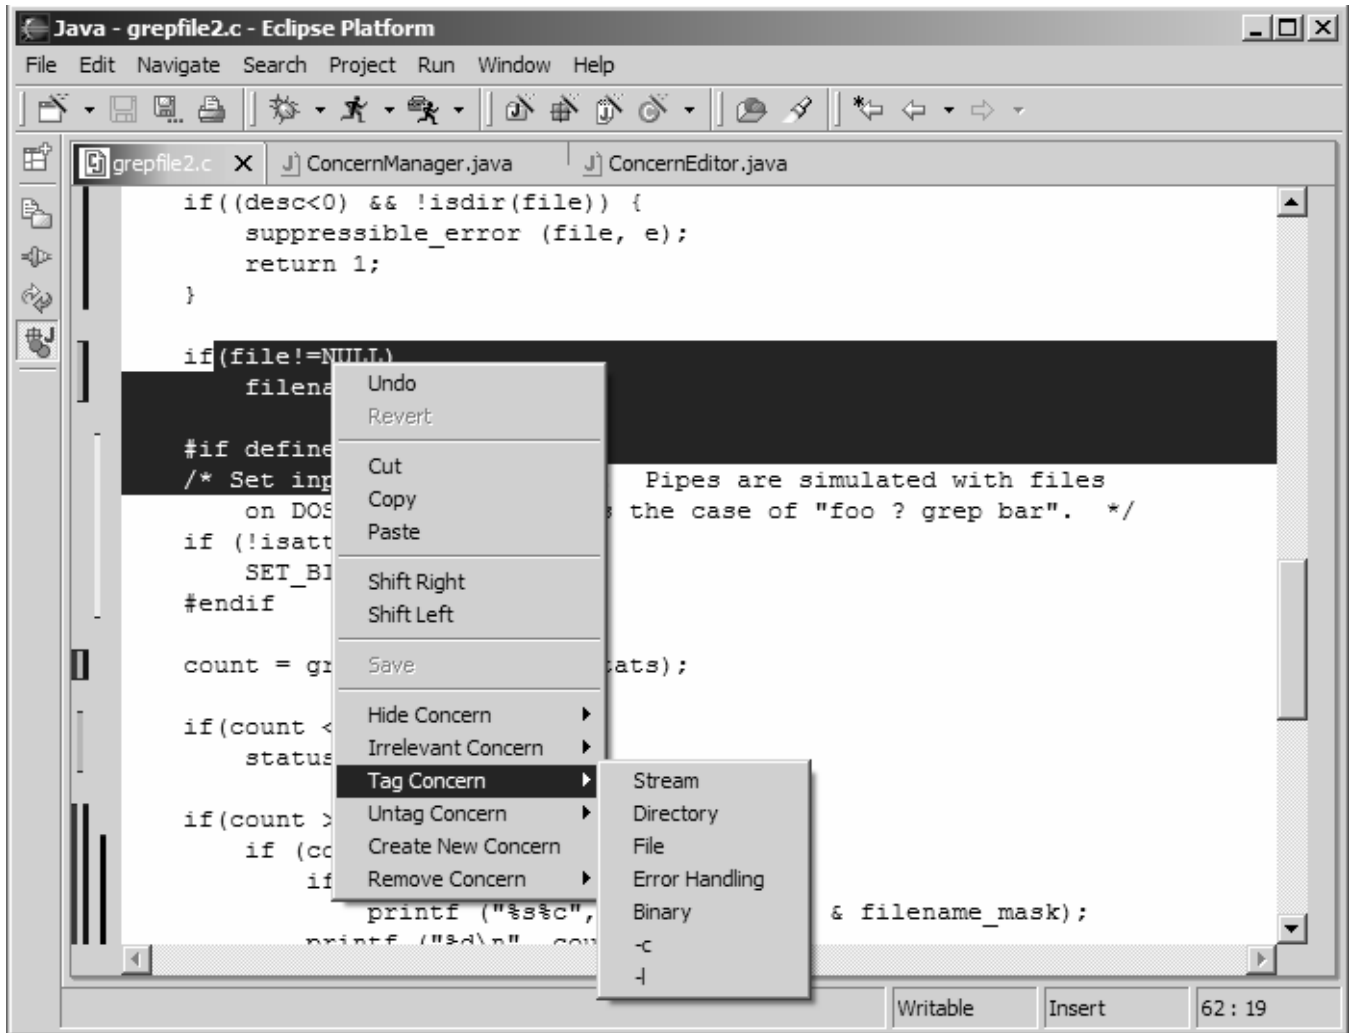 Java - grepfile2.c - Eclipse Platform
File Edit Navigate Search Project Run Window Help
grepfile2.c ConcernManager.java ConcernEditor.java
if((desc<0) && !isdir(file)) {
suppressible_error (file, e);
return 1;
}
if(file!=NULL)
filena
#if define
/* Set inp Pipes are simulated with files
on DOS the case of "foo ? grep bar". */
if (!isatt
SET_BI
#endif
count = gr tats);
if(count <
status
if(count >
if (co
if
printf ("%s%c", & filename_mask);
printf ("%d\n", cou
Undo
Revert
Cut
Copy
Paste
Shift Right
Shift Left
Save
Hide Concern
Irrelevant Concern
Tag Concern
Untag Concern
Create New Concern
Remove Concern
Stream
Directory
File
Error Handling
Binary
-c
-l
Writable Insert 62 : 19